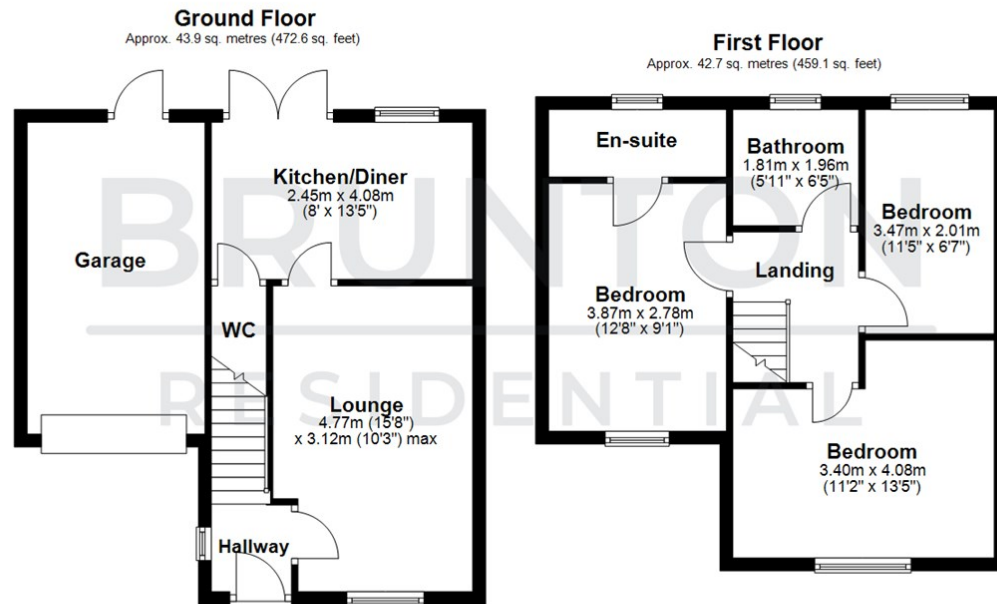 Ground Floor
Approx. 43.9 sq. metres (472.6 sq. feet)
Kitchen/Diner
2.45m x 4.08m
(8' x 13'5")
Garage
WC
Lounge
4.77m (15'8")
x 3.12m (10'3") max
Hallway
First Floor
Approx. 42.7 sq. metres (459.1 sq. feet)
En-suite
Bathroom
1.81m x 1.96m
(5'11" x 6'5")
Bedroom
3.47m x 2.01m
(11'5" x 6'7")
Landing
Bedroom
3.87m x 2.78m
(12'8" x 9'1")
Bedroom
3.40m x 4.08m
(11'2" x 13'5")
BRUNTON
RESIDENTIAL